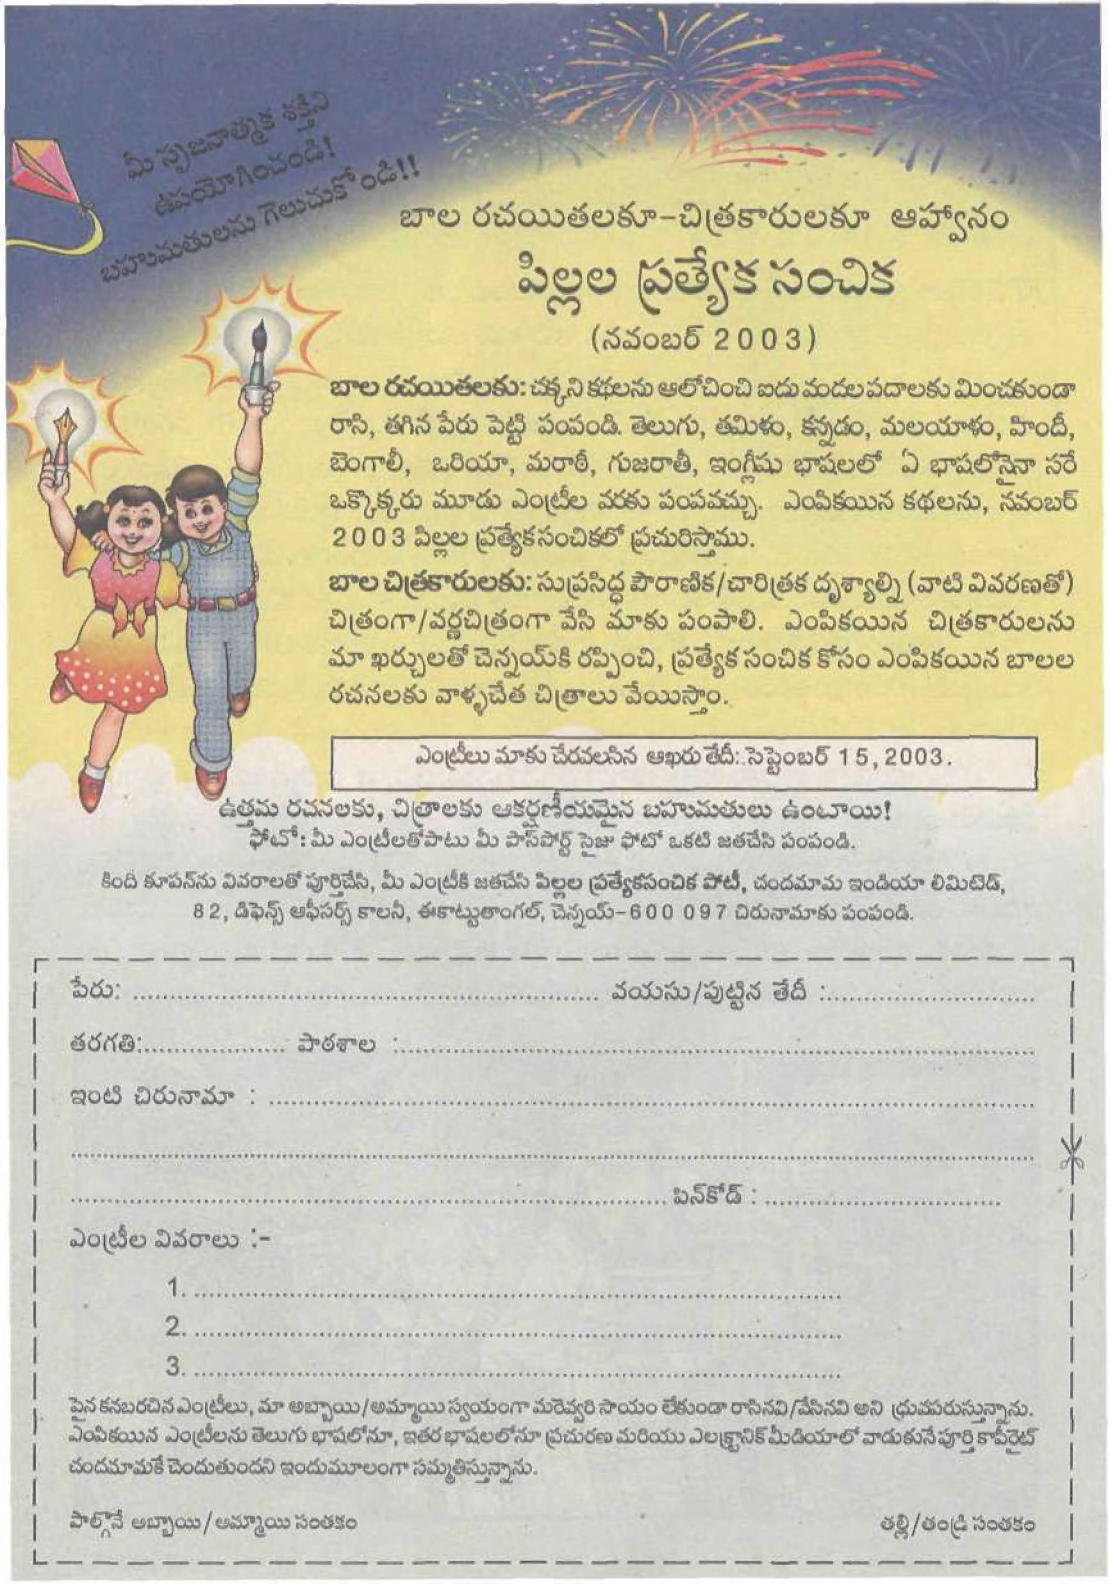 మీ సృజనాత్మక శక్తిని
ఉపయోగించండి!
బహుమతులను గెలుచుకోండి!!
బాల రచయితలకూ-చిత్రకారులకూ ఆహ్వానం
పిల్లల ప్రత్యేక సంచిక
(నవంబర్ 2003)
బాల రచయితలకు: చక్కని కథలను ఆలోచించి ఐదు వందల పదాలకు మించకుండా
రాసి, తగిన పేరు పెట్టి పంపండి. తెలుగు, తమిళం, కన్నడం, మలయాళం, హిందీ,
బెంగాలీ, ఒరియా, మరాఠీ, గుజరాతీ, ఇంగ్లీషు భాషలలో ఏ భాషలోనైనా సరే
ఒక్కొక్కరు మూడు ఎంట్రీల వరకు పంపవచ్చు. ఎంపికయిన కథలను, నవంబర్
2003 పిల్లల ప్రత్యేకసంచికలో ప్రచురిస్తాము.
బాల చిత్రకారులకు: సుప్రసిద్ధ పౌరాణిక/చారిత్రక దృశ్యాల్ని (వాటి వివరణతో)
చిత్రంగా/వర్ణచిత్రంగా వేసి మాకు పంపాలి. ఎంపికయిన చిత్రకారులను
మా ఖర్చులతో చెన్నయ్‌కి రప్పించి, ప్రత్యేక సంచిక కోసం ఎంపికయిన బాలల
రచనలకు వాళ్ళచేత చిత్రాలు వేయిస్తాం.
ఎంట్రీలు మాకు చేరవలసిన ఆఖరు తేదీ: సెప్టెంబర్ 15, 2003.
ఉత్తమ రచనలకు, చిత్రాలకు ఆకర్షణీయమైన బహుమతులు ఉంటాయి!
ఫోటో: మీ ఎంట్రీలతోపాటు మీ పాస్‌పోర్ట్ సైజు ఫోటో ఒకటి జతచేసి పంపండి.
కింది కూపన్‌ను వివరాలతో పూర్తిచేసి, మీ ఎంట్రీకి జతచేసి పిల్లల ప్రత్యేకసంచిక పోటీ, చందమామ ఇండియా లిమిటెడ్,
82, డిఫెన్స్ ఆఫీసర్స్ కాలనీ, ఈకాట్టుతాంగల్, చెన్నయ్-600 097 చిరునామాకు పంపండి.
పేరు: .......................................................... వయసు/పుట్టిన తేదీ :..........................
తరగతి:................... పాఠశాల :................................................................................
ఇంటి చిరునామా : ..................................................................................................
.............................................................................................................................
.......................................................................... పిన్‌కోడ్ : ..............................
ఎంట్రీల వివరాలు :-
1. ...................................................................................
2. ...................................................................................
3. ...................................................................................
పైన కనబరచిన ఎంట్రీలు, మా అబ్బాయి/అమ్మాయి స్వయంగా మరెవ్వరి సాయం లేకుండా రాసినవి/వేసినవి అని ధ్రువపరుస్తున్నాను.
ఎంపికయిన ఎంట్రీలను తెలుగు భాషలోనూ, ఇతర భాషలలోనూ ప్రచురణ మరియు ఎలక్ట్రానిక్ మీడియాలో వాడుకునే పూర్తి కాపీరైట్
చందమామకే చెందుతుందని ఇందుమూలంగా సమ్మతిస్తున్నాను.
పాల్గొనే అబ్బాయి/అమ్మాయి సంతకం
తల్లి/తండ్రి సంతకం